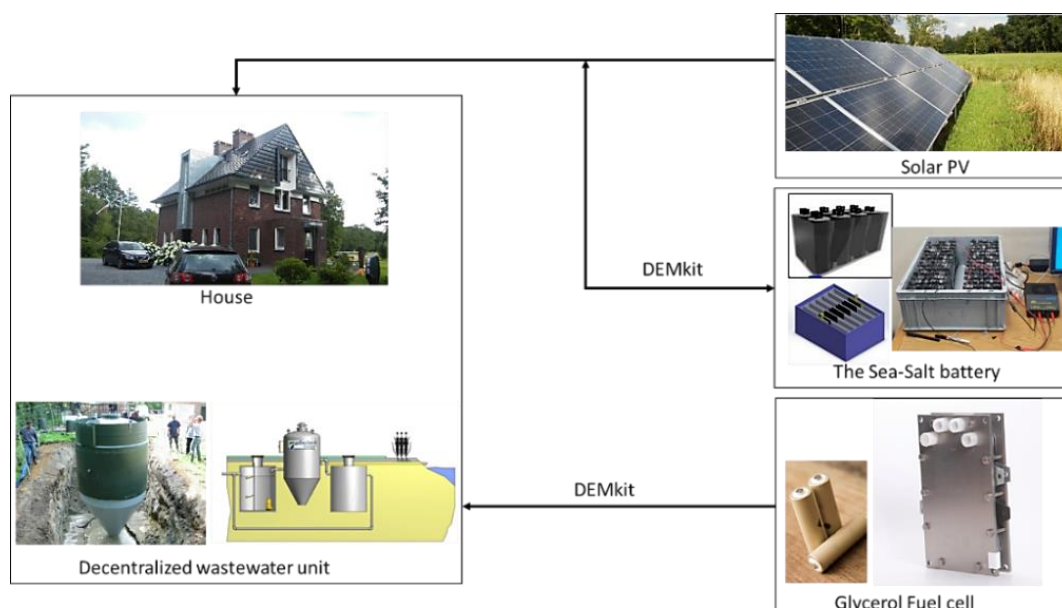 Solar PV
DEMkit
House
The Sea-Salt battery
DEMkit
Decentralized wastewater unit
Glycerol Fuel cell